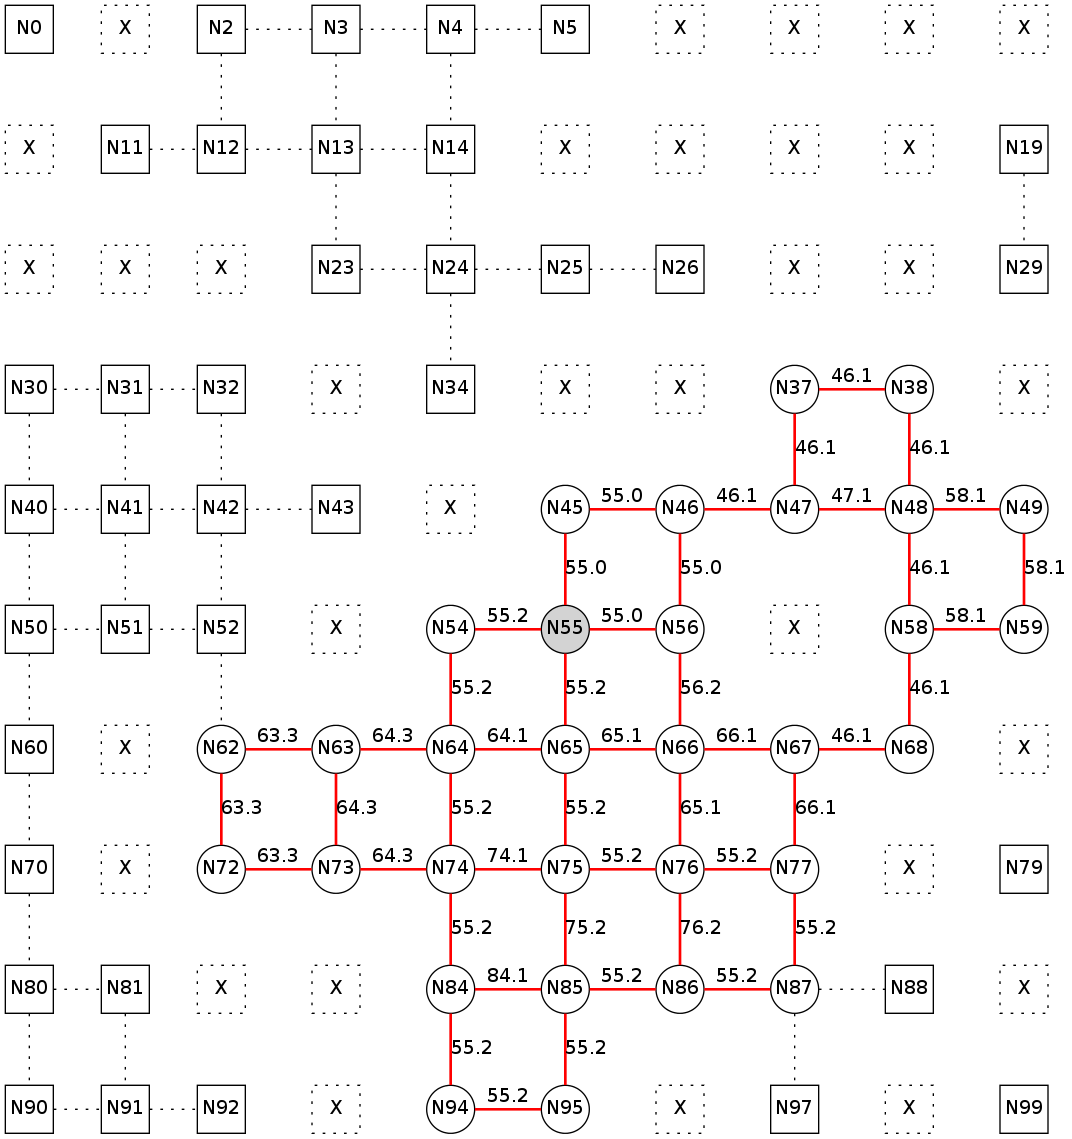 N0 X N2 N3 N4 N5 X X X X
X N11 N12 N13 N14 X X X X N19
X X X N23 N24 N25 N26 X X N29
46.1
N30 N31 N32 X N34 X X N37 N38 X
46.1 46.1
55.0 46.1 47.1 58.1
N40 N41 N42 N43 X N45 N46 N47 N48 N49
55.0 55.0 46.1 58.1
55.2 55.0 58.1
N50 N51 N52 X N54 N55 N56 X N58 N59
55.2 55.2 56.2 46.1
63.3 64.3 64.1 65.1 66.1 46.1
N60 X N62 N63 N64 N65 N66 N67 N68 X
63.3 64.3 55.2 55.2 65.1 66.1
63.3 64.3 74.1 55.2 55.2
N70 X N72 N73 N74 N75 N76 N77 X N79
55.2 75.2 76.2 55.2
84.1 55.2 55.2
N80 N81 X X N84 N85 N86 N87 N88 X
55.2 55.2
55.2
N90 N91 N92 X N94 N95 X N97 X N99